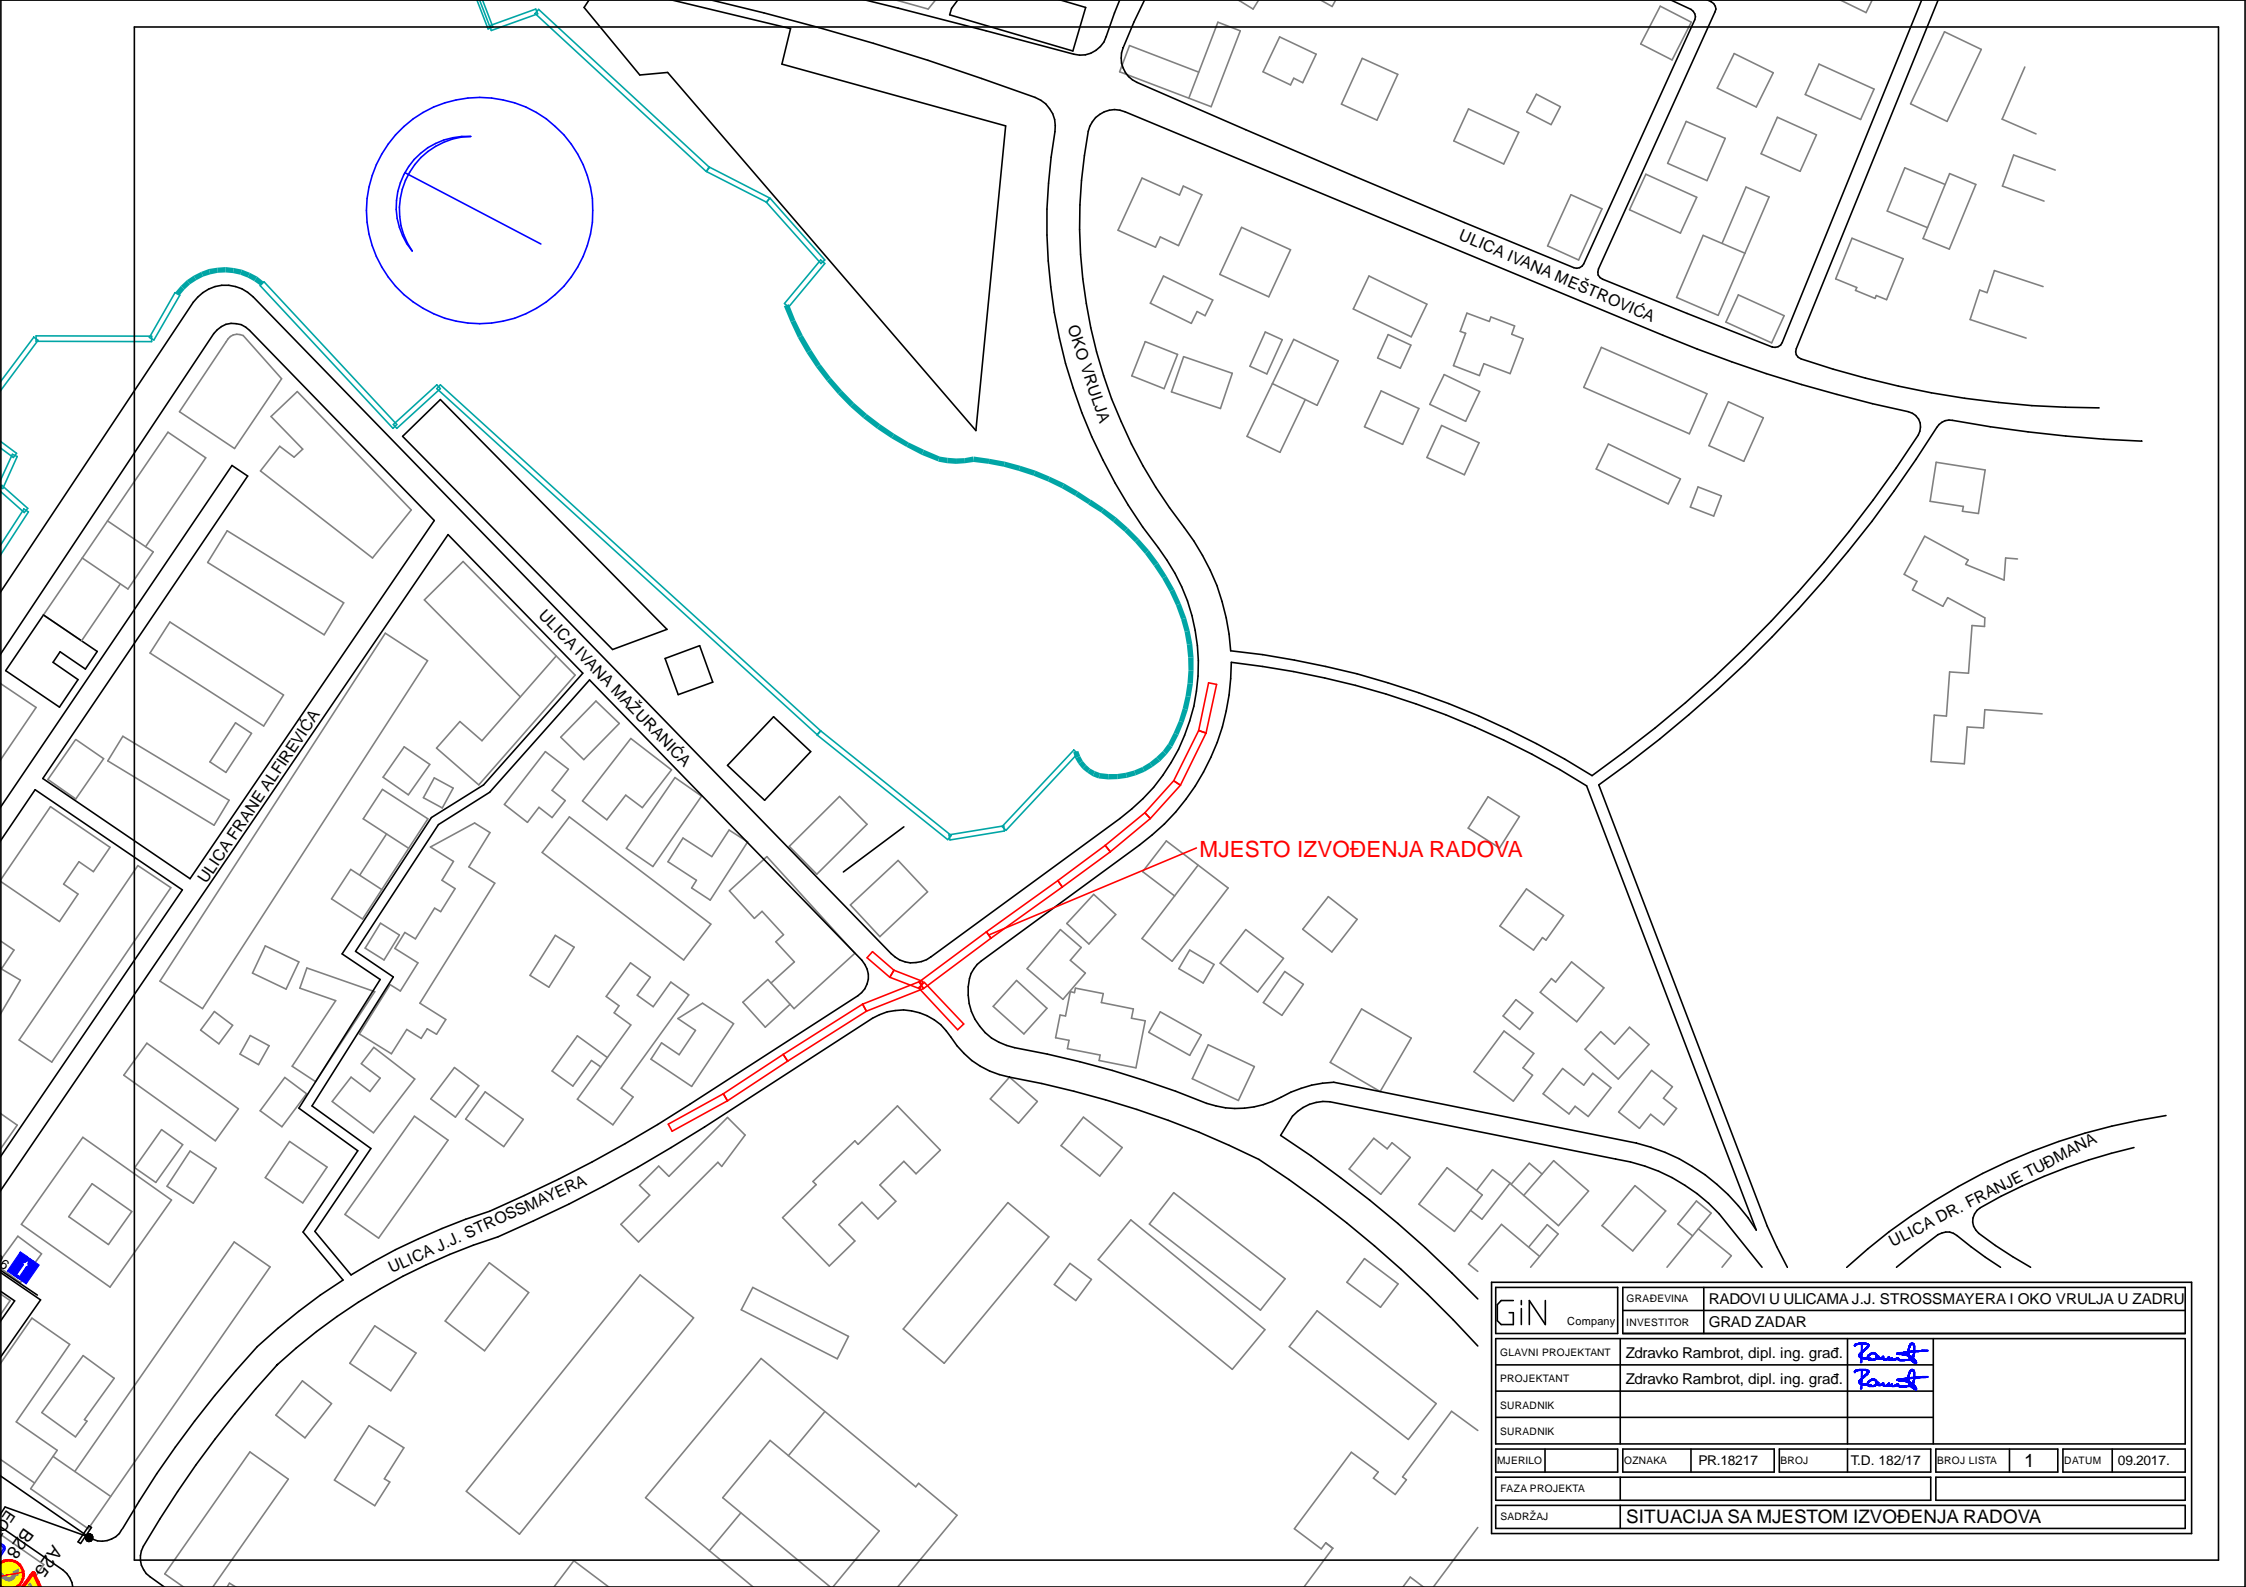 ULICA IVANA MEŠTROVIĆA
OKO VRULJA
ULICA IVANA MAŽURANIĆA
ULICA FRANE ALFIREVIĆA
MJESTO IZVOĐENJA RADOVA
ULICA J.J. STROSSMAYERA
ULICA DR. FRANJE TUĐMANA
GiN Company
GRAĐEVINA RADOVI U ULICAMA J.J. STROSSMAYERA I OKO VRULJA U ZADRU
INVESTITOR GRAD ZADAR
GLAVNI PROJEKTANT Zdravko Rambrot, dipl. ing. građ.
PROJEKTANT Zdravko Rambrot, dipl. ing. građ.
SURADNIK
SURADNIK
MJERILO OZNAKA PR.18217 BROJ T.D. 182/17 BROJ LISTA 1 DATUM 09.2017.
FAZA PROJEKTA
SADRŽAJ SITUACIJA SA MJESTOM IZVOĐENJA RADOVA
B28
A25